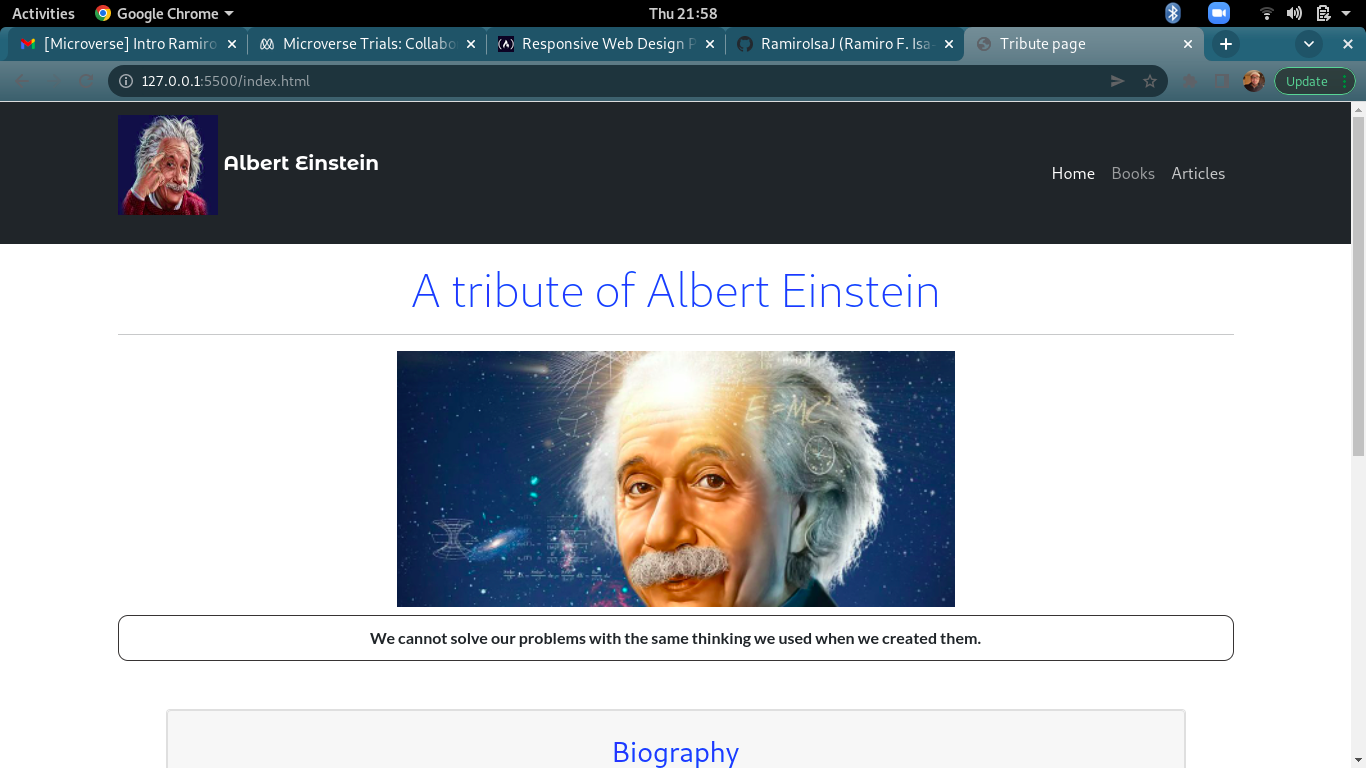 Activities Google Chrome Thu 21:58
[Microverse] Intro Ramiro Microverse Trials: Collabo Responsive Web Design P RamiroIsaJ (Ramiro F. Isa- Tribute page
127.0.0.1:5500/index.html Update
Albert Einstein
Home Books Articles
A tribute of Albert Einstein
E=MC²
We cannot solve our problems with the same thinking we used when we created them.
Biography